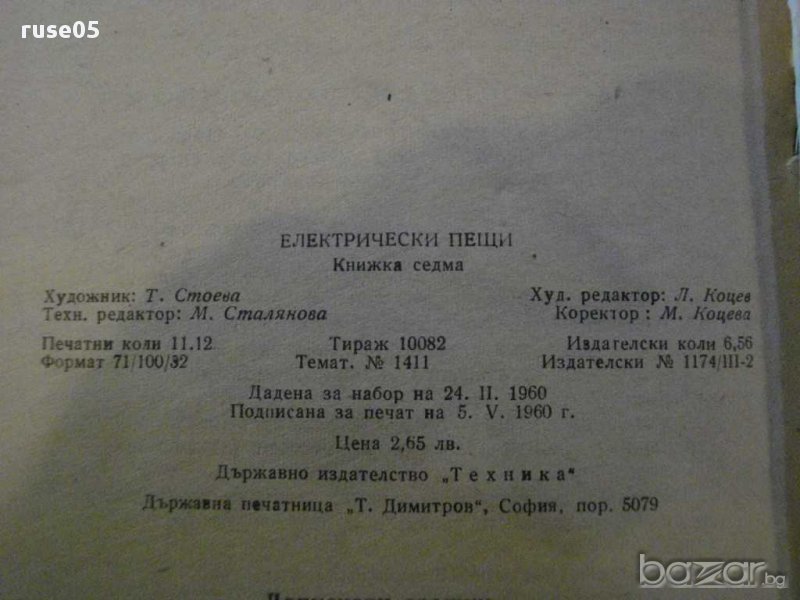 ruse05
ЕЛЕКТРИЧЕСКИ ПЕЩИ
Книжка седма
Художник: Т. Стоева Худ. редактор: Л. Коцев
Техн. редактор: М. Сталянова Коректор : М. Коцева
Печатни коли 11.12 Тираж 10082 Издателски коли 6,56
Формат 71/100/32 Темат. № 1411 Издателски № 1174/III-2
Дадена за набор на 24. II. 1960
Подписана за печат на 5. V. 1960 г.
Цена 2,65 лв.
Държавно издателство „Техника“
Държавна печатница „Т. Димитров“, София, пор. 5079
bazar.bg